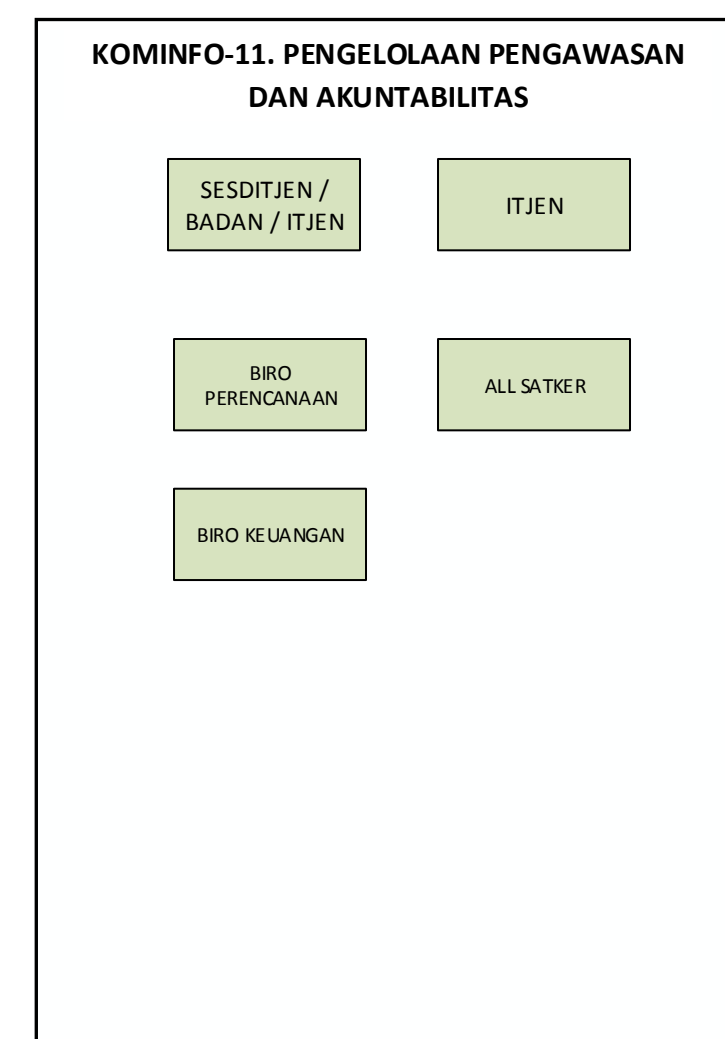 KOMINFO-11. PENGELOLAAN PENGAWASAN
DAN AKUNTABILITAS
SESDITJEN /
BADAN / ITJEN
ITJEN
BIRO
PERENCANAAN
ALL SATKER
BIRO KEUANGAN